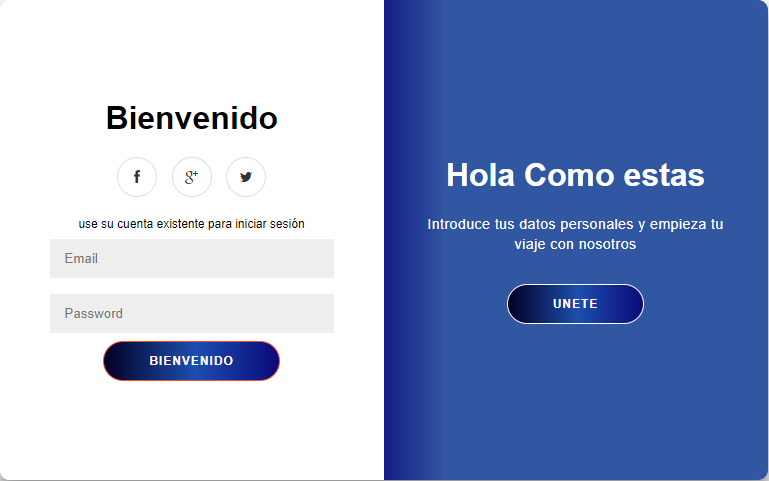 Bienvenido
f g+
use su cuenta existente para iniciar sesión
Email
Password
BIENVENIDO
Hola Como estas
Introduce tus datos personales y empieza tu
viaje con nosotros
UNETE